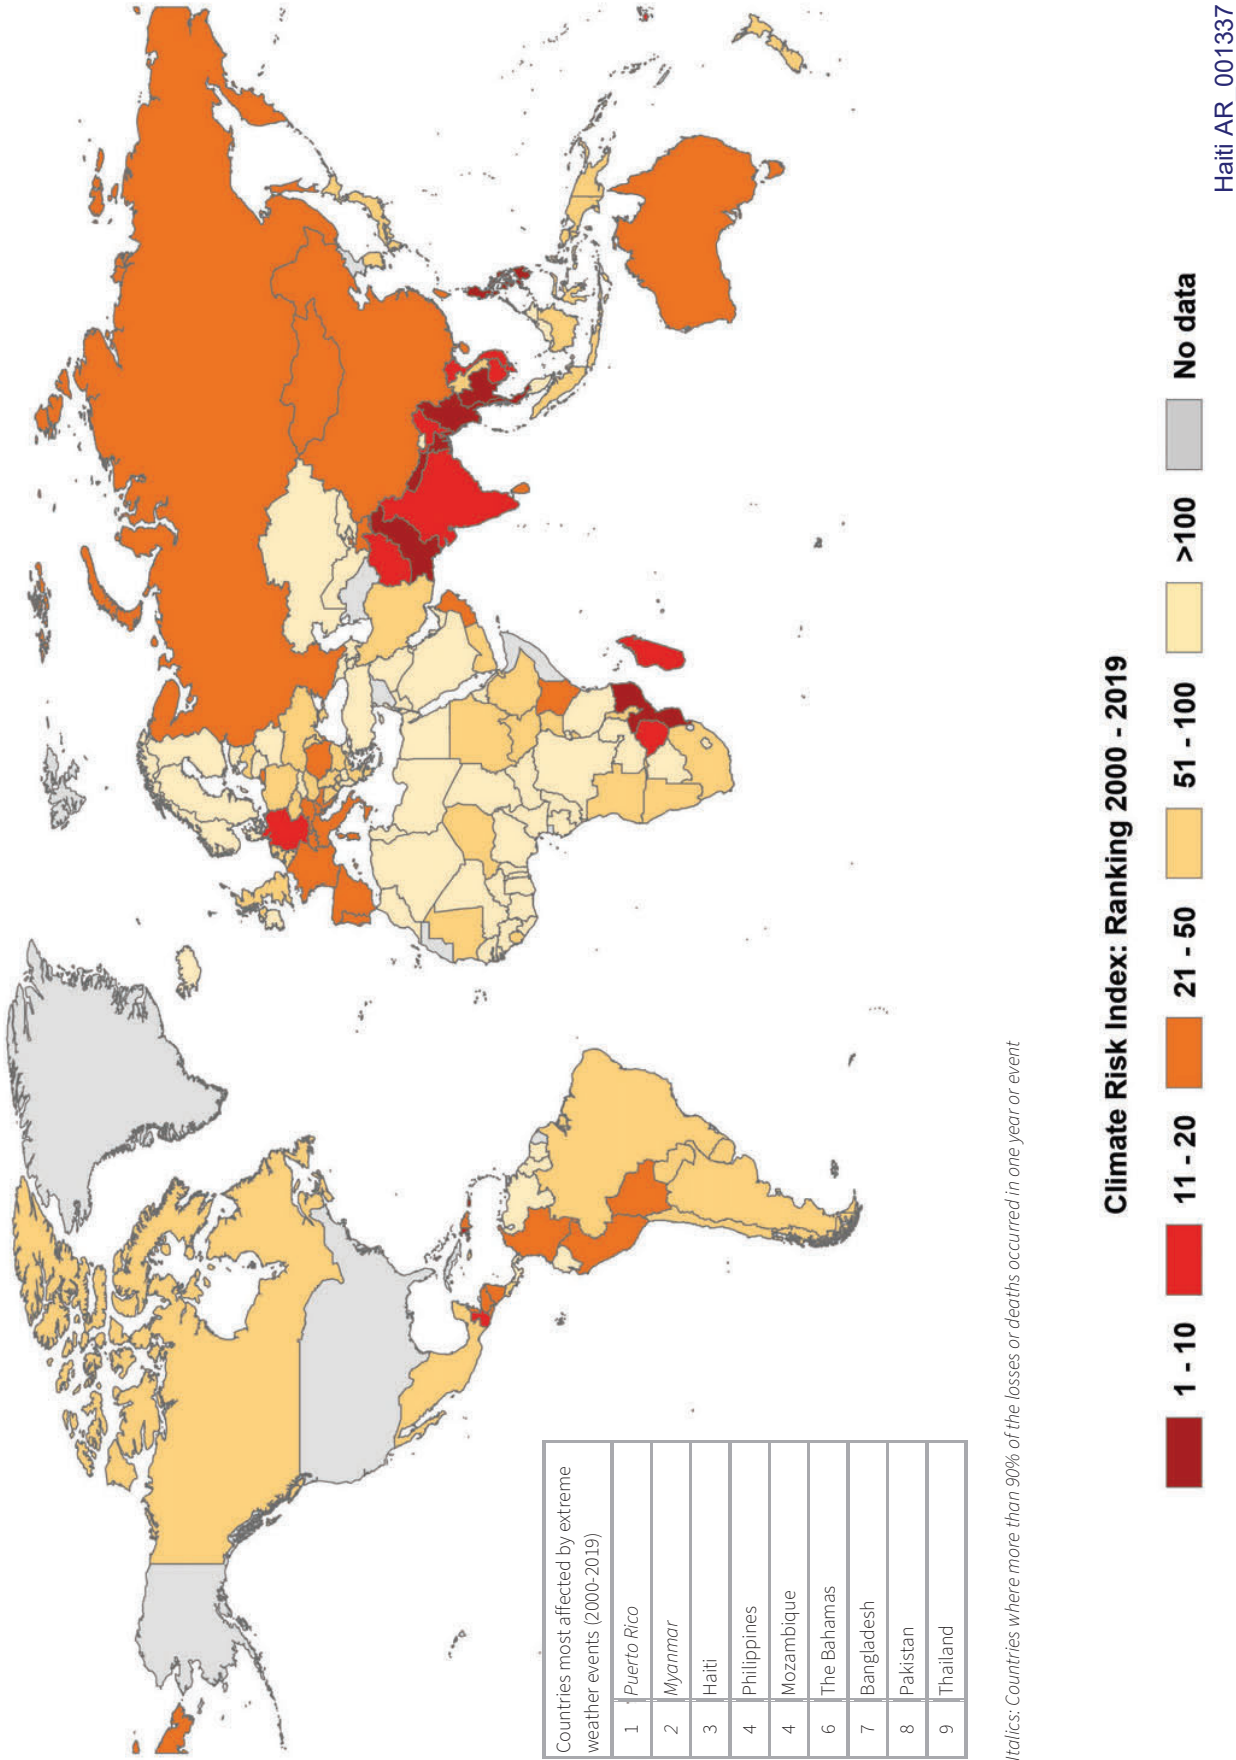 Countries most affected by extreme
weather events (2000-2019)
1 Puerto Rico
2 Myanmar
3 Haiti
4 Philippines
4 Mozambique
6 The Bahamas
7 Bangladesh
8 Pakistan
9 Thailand
Italics: Countries where more than 90% of the losses or deaths occurred in one year or event
Climate Risk Index: Ranking 2000 - 2019
1 - 10 11 - 20 21 - 50 51 - 100 >100 No data
Haiti AR_001337